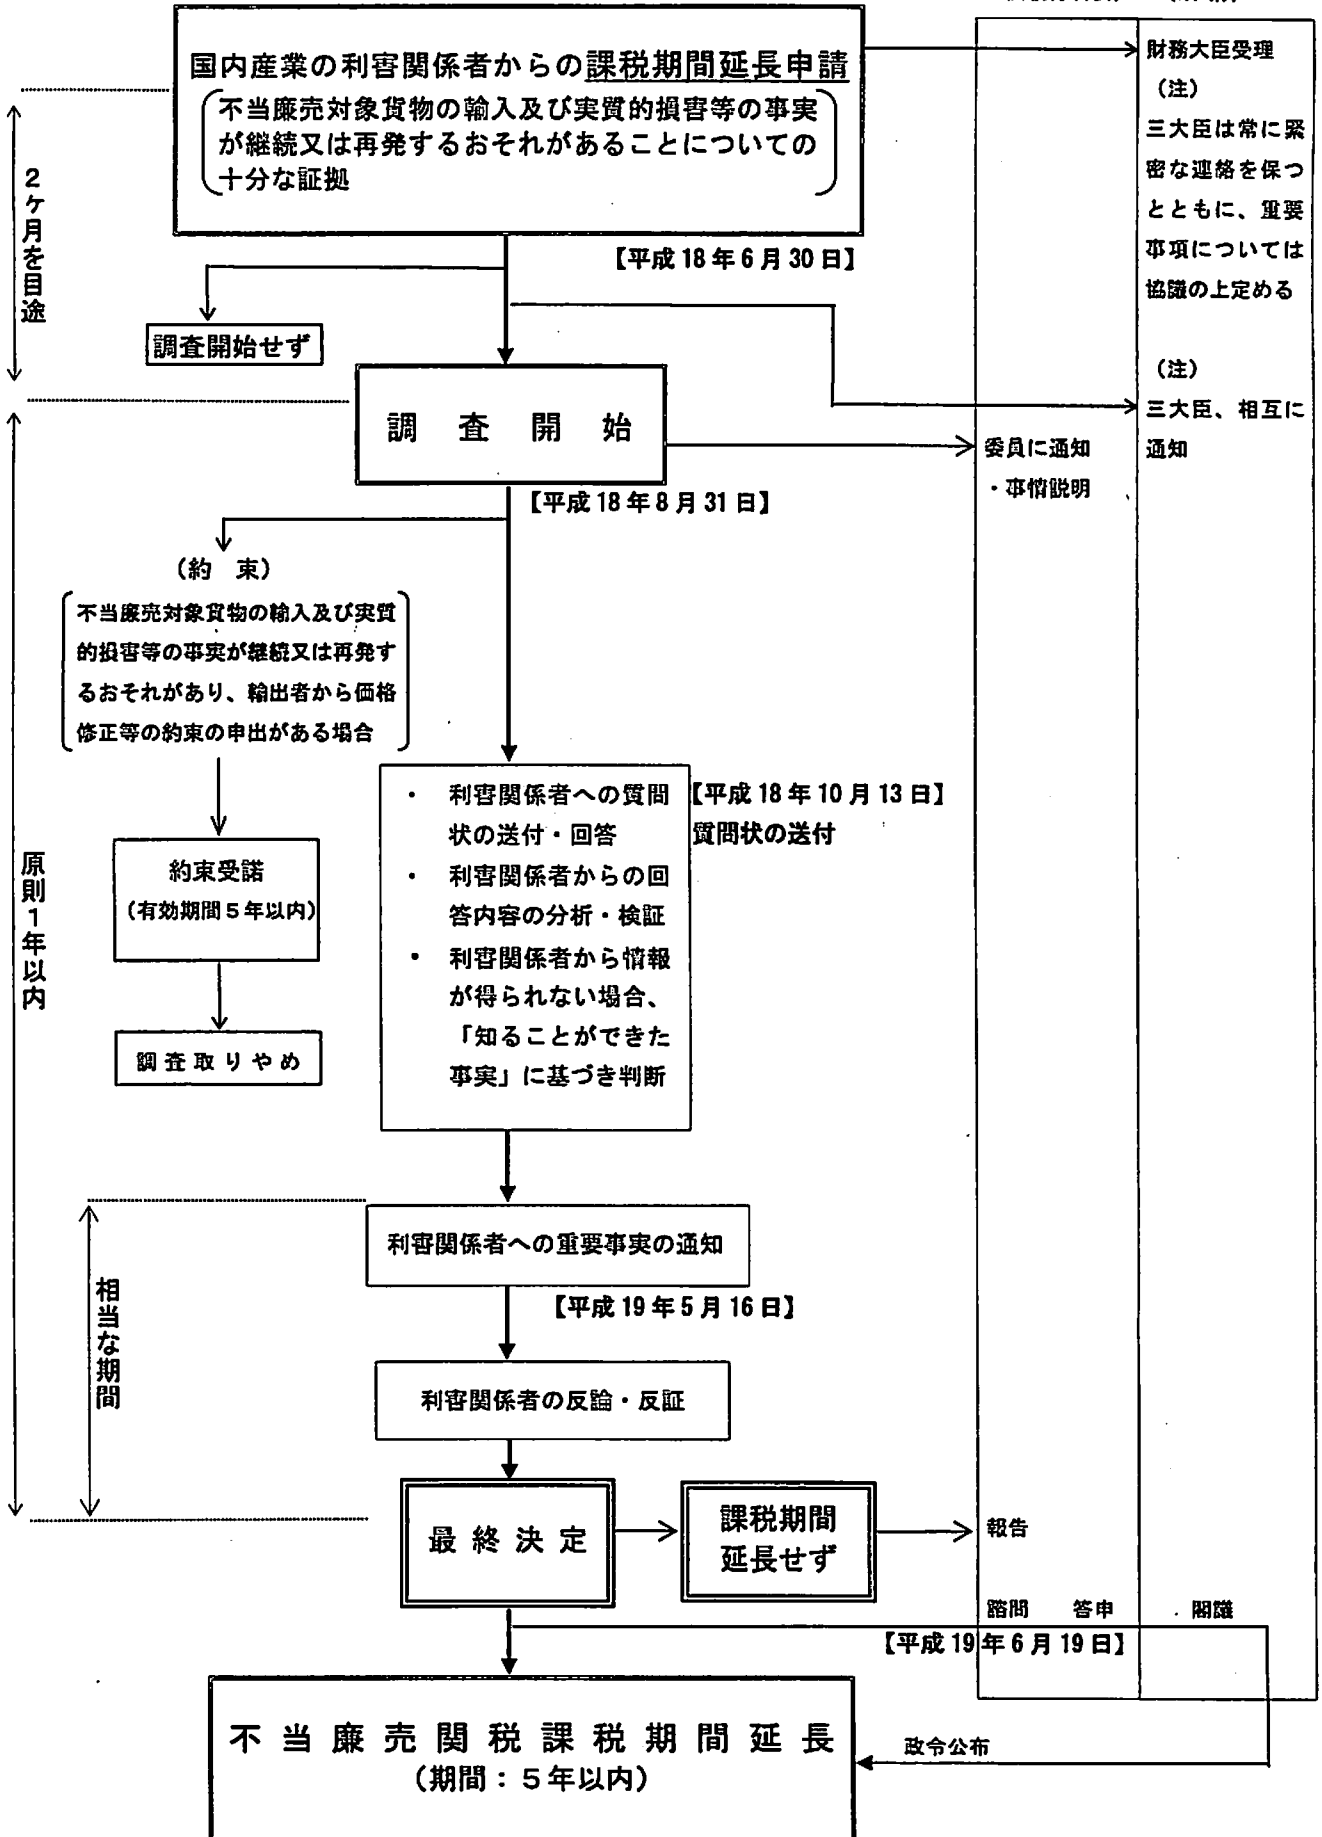 国内産業の利害関係者からの課税期間延長申請
不当廉売対象貨物の輸入及び実質的損害等の事実
が継続又は再発するおそれがあることについての
十分な証拠
【平成18年6月30日】
財務大臣受理
(注)
三大臣は常に緊
密な連絡を保つ
とともに、重要
事項については
協議の上定める
2ヶ月を目途
調査開始せず
(注)
三大臣、相互に
通知
調査開始
【平成18年8月31日】
委員に通知
・事情説明
(約 束)
不当廉売対象貨物の輸入及び実質
的損害等の事実が継続又は再発す
るおそれがあり、輸出者から価格
修正等の約束の申出がある場合
約束受諾
(有効期間5年以内)
調査取りやめ
原則1年以内
・ 利害関係者への質問
状の送付・回答
・ 利害関係者からの回
答内容の分析・検証
・ 利害関係者から情報
が得られない場合、
「知ることができた
事実」に基づき判断
【平成18年10月13日】
質問状の送付
利害関係者への重要事実の通知
【平成19年5月16日】
相当な期間
利害関係者の反論・反証
最終決定
課税期間
延長せず
報告
諮問 答申 閣議
【平成19年6月19日】
不当廉売関税課税期間延長
(期間:5年以内)
政令公布